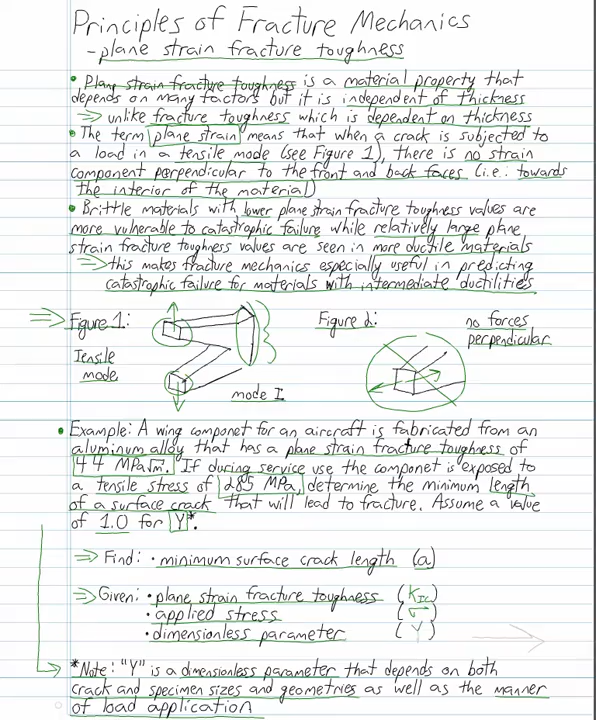 Principles of Fracture Mechanics
- plane strain fracture toughness
• Plane strain fracture toughness is a material property that
depends on many factors but it is independent of thickness
⇒ unlike fracture toughness which is dependent on thickness
• The term plane strain means that when a crack is subjected to
a load in a tensile mode (see Figure 1), there is no strain
component perpendicular to the front and back faces (i.e.: towards
the interior of the material)
• Brittle materials with lower plane strain fracture toughness values are
more vulnerable to catastrophic failure while relatively large plane
strain fracture toughness values are seen in more ductile materials
⇒ this makes fracture mechanics especially useful in predicting
catastrophic failure for materials with intermediate ductilities
⇒ Figure 1:
Tensile
mode
mode I
Figure 2:
no forces
perpendicular
• Example: A wing componet for an aircraft is fabricated from an
aluminum alloy that has a plane strain fracture toughness of
44 MPa√m. If during service use the componet is exposed to
a tensile stress of 285 MPa, determine the minimum length
of a surface crack that will lead to fracture. Assume a value
of 1.0 for Y*.
⇒ Find: • minimum surface crack length (a)
⇒ Given: • plane strain fracture toughness (KIc)
• applied stress (σ)
• dimensionless parameter (Y)
*Note: "Y" is a dimensionless parameter that depends on both
crack and specimen sizes and geometries as well as the manner
of load application.